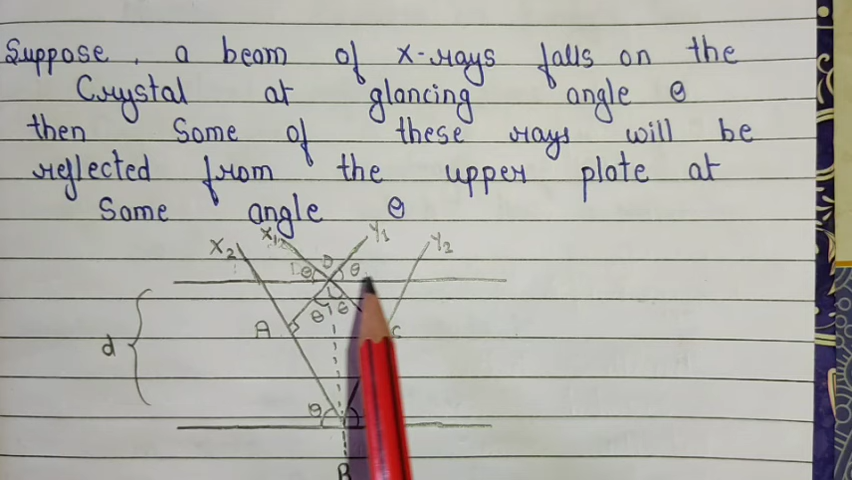 Suppose, a beam of x-rays falls on the
Crystal at glancing angle θ
then some of these rays will be
reflected from the upper plate at
Some angle θ
X₂ X₁ D Y₁ Y₂
θ θ
θ θ
A C
d
θ
B